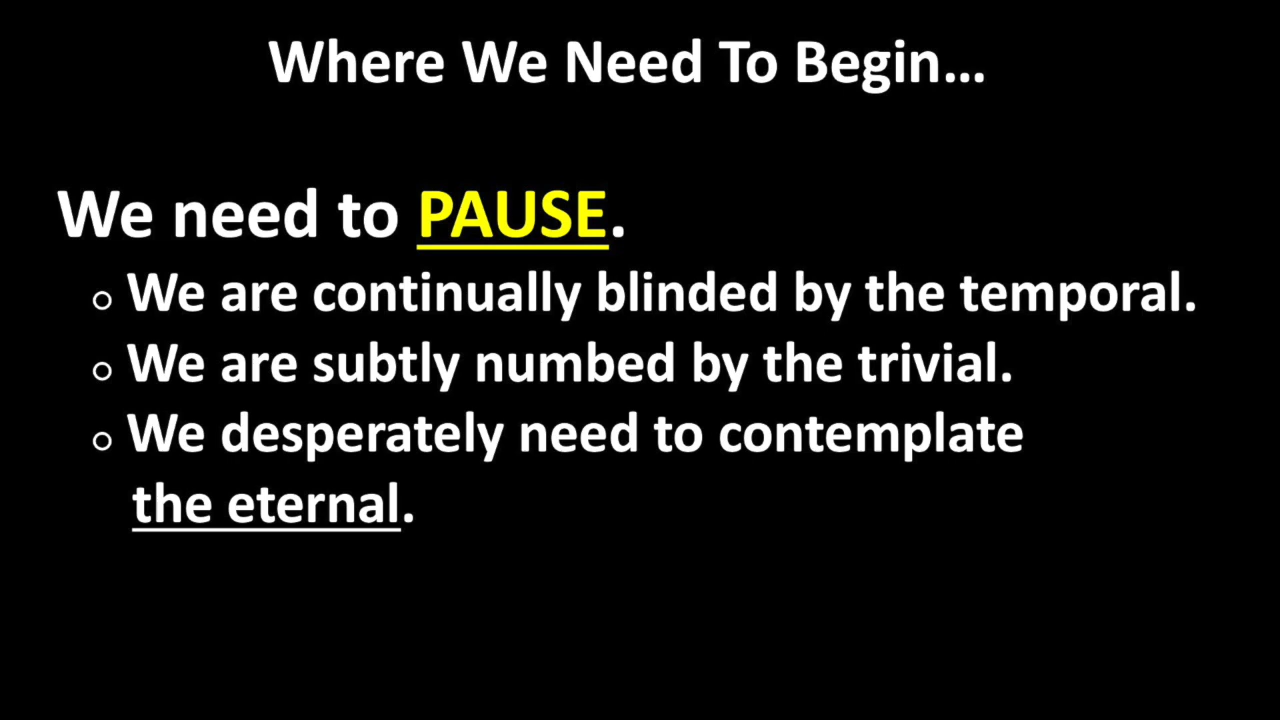 Where We Need To Begin...
We need to PAUSE.
○ We are continually blinded by the temporal.
○ We are subtly numbed by the trivial.
○ We desperately need to contemplate
the eternal.